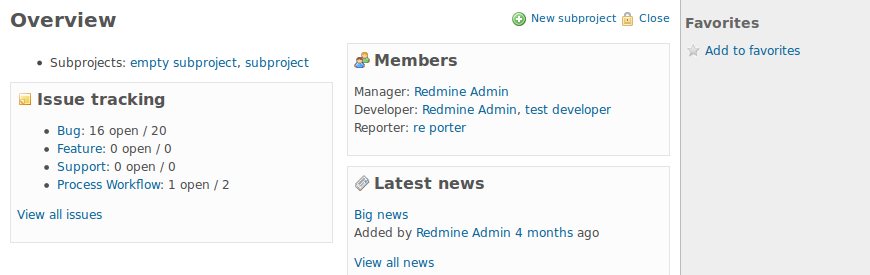 Overview
New subproject Close
Subprojects: empty subproject, subproject
Issue tracking
Bug: 16 open / 20
Feature: 0 open / 0
Support: 0 open / 0
Process Workflow: 1 open / 2
View all issues
Members
Manager: Redmine Admin
Developer: Redmine Admin, test developer
Reporter: re porter
Latest news
Big news
Added by Redmine Admin 4 months ago
View all news
Favorites
Add to favorites